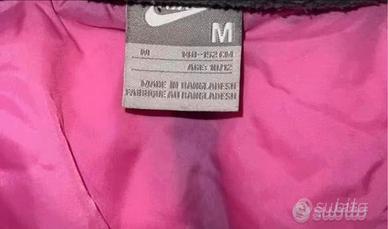 M
M 140-152 CM
AGE: 10/12
MADE IN BANGLADESH
FABRIQUE AU BANGLADESH
subito